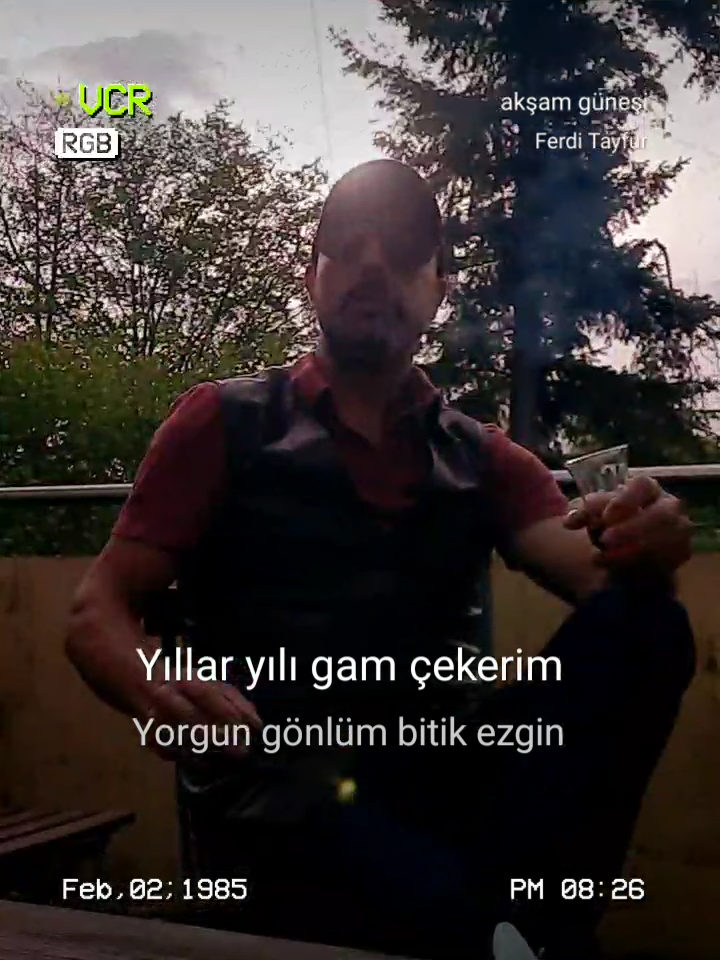 VCR
RGB
akşam güneşi
Ferdi Tayfur
Yıllar yılı gam çekerim
Yorgun gönlüm bitik ezgin
Feb,02;1985
PM 08:26